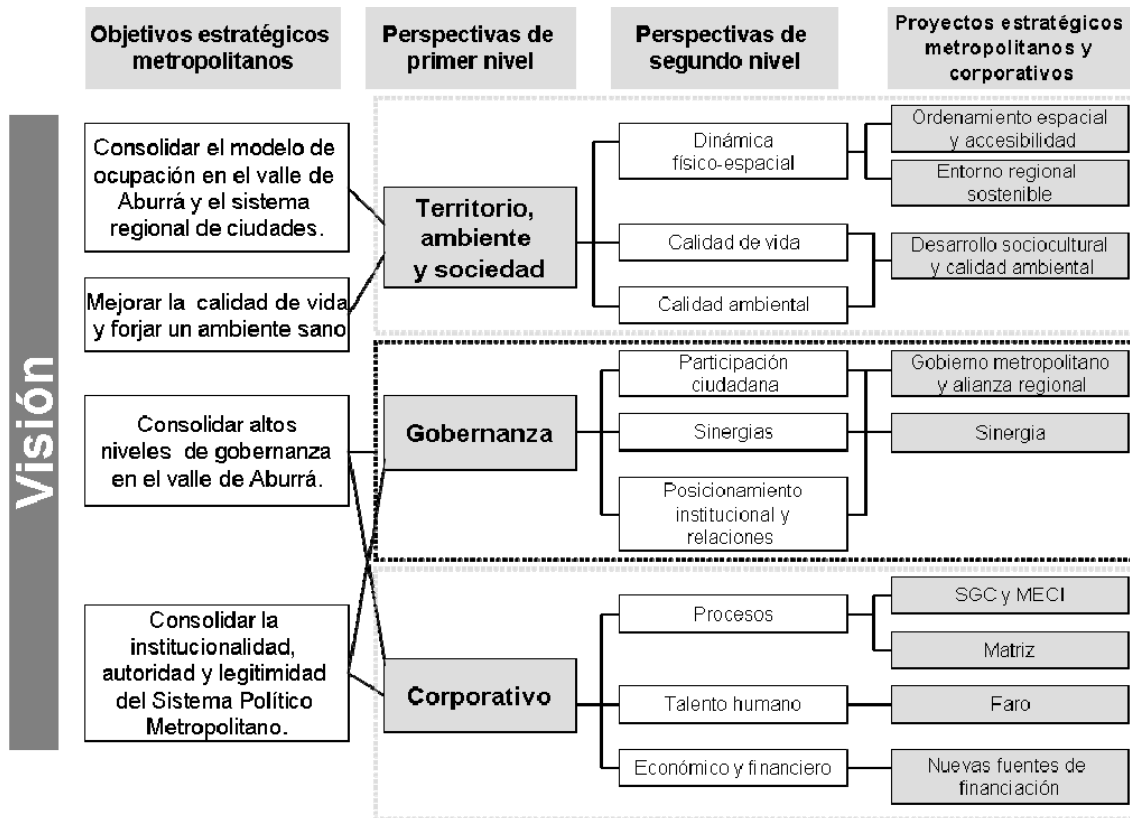 Objetivos estratégicos
metropolitanos
Perspectivas de
primer nivel
Perspectivas de
segundo nivel
Proyectos estratégicos
metropolitanos y
corporativos
Visión
Consolidar el modelo de
ocupación en el valle de
Aburrá y el sistema
regional de ciudades.
Mejorar la calidad de vida
y forjar un ambiente sano
Territorio,
ambiente
y sociedad
Dinámica
físico-espacial
Calidad de vida
Calidad ambiental
Ordenamiento espacial
y accesibilidad
Entorno regional
sostenible
Desarrollo sociocultural
y calidad ambiental
Consolidar altos
niveles de gobernanza
en el valle de Aburrá.
Gobernanza
Participación
ciudadana
Sinergias
Posicionamiento
institucional y
relaciones
Gobierno metropolitano
y alianza regional
Sinergia
Consolidar la
institucionalidad,
autoridad y legitimidad
del Sistema Político
Metropolitano.
Corporativo
Procesos
Talento humano
Económico y financiero
SGC y MECI
Matriz
Faro
Nuevas fuentes de
financiación